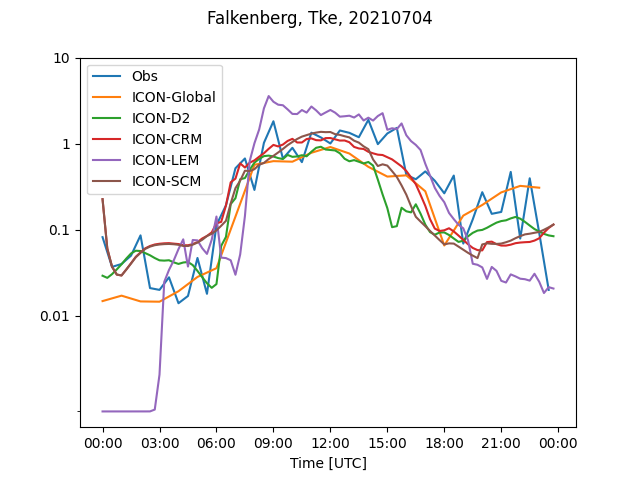 Falkenberg, Tke, 20210704
10
1
0.1
0.01
Obs
ICON-Global
ICON-D2
ICON-CRM
ICON-LEM
ICON-SCM
00:00 03:00 06:00 09:00 12:00 15:00 18:00 21:00 00:00
Time [UTC]